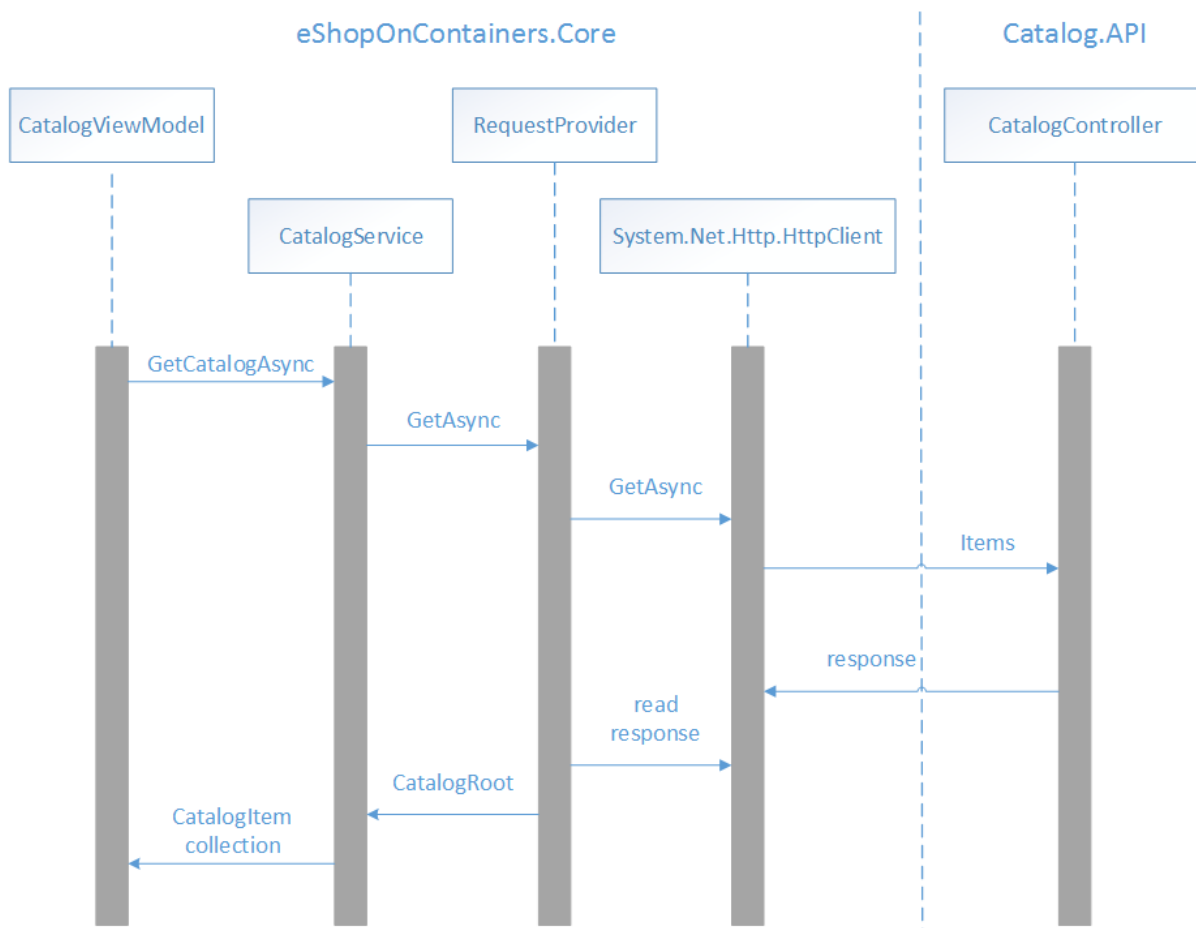 eShopOnContainers.Core
Catalog.API
CatalogViewModel
RequestProvider
CatalogController
CatalogService
System.Net.Http.HttpClient
GetCatalogAsync
GetAsync
GetAsync
Items
response
read
response
CatalogRoot
CatalogItem
collection